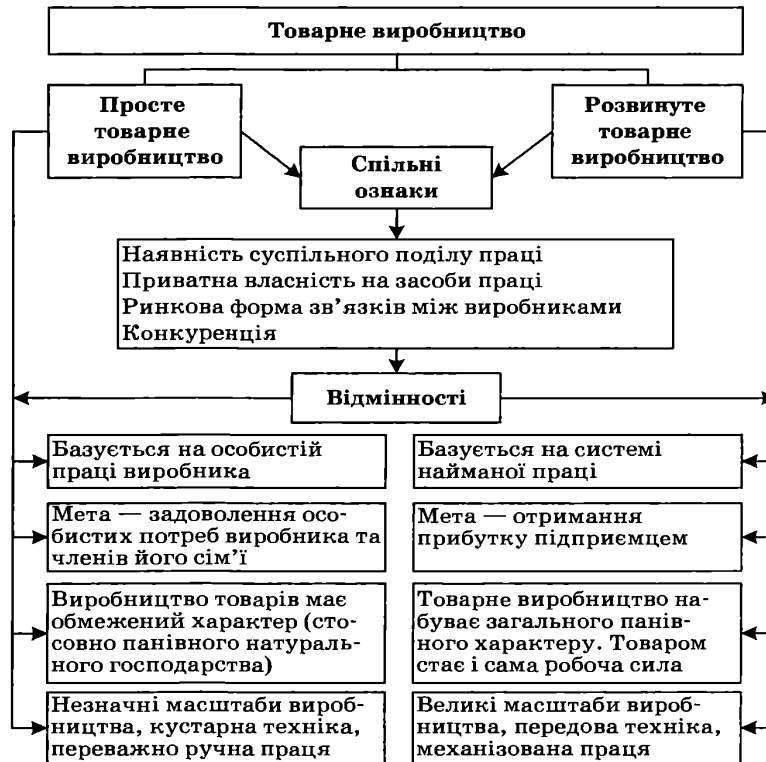 Товарне виробництво
Просте
товарне
виробництво
Розвинуте
товарне
виробництво
Спільні
ознаки
Наявність суспільного поділу праці
Приватна власність на засоби праці
Ринкова форма зв’язків між виробниками
Конкуренція
Відмінності
Базується на особистій
праці виробника
Базується на системі
найманої праці
Мета — задоволення осо-
бистих потреб виробника та
членів його сім’ї
Мета — отримання
прибутку підприємцем
Виробництво товарів має
обмежений характер (сто-
совно панівного натураль-
ного господарства)
Товарне виробництво на-
буває загального панів-
ного характеру. Товаром
стає і сама робоча сила
Незначні масштаби вироб-
ництва, кустарна техніка,
переважно ручна праця
Великі масштаби вироб-
ництва, передова техніка,
механізована праця